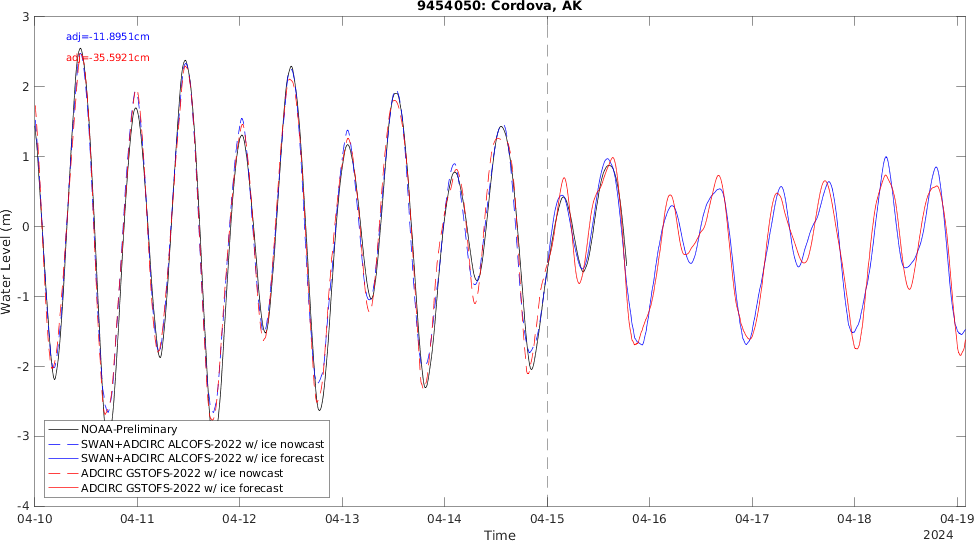 9454050: Cordova, AK
adj=-11.8951cm
adj=-35.5921cm
3
2
1
0
-1
-2
-3
-4
Water Level (m)
NOAA-Preliminary
SWAN+ADCIRC ALCOFS-2022 w/ ice nowcast
SWAN+ADCIRC ALCOFS-2022 w/ ice forecast
ADCIRC GSTOFS-2022 w/ ice nowcast
ADCIRC GSTOFS-2022 w/ ice forecast
04-10 04-11 04-12 04-13 04-14 04-15 04-16 04-17 04-18 04-19
Time
2024